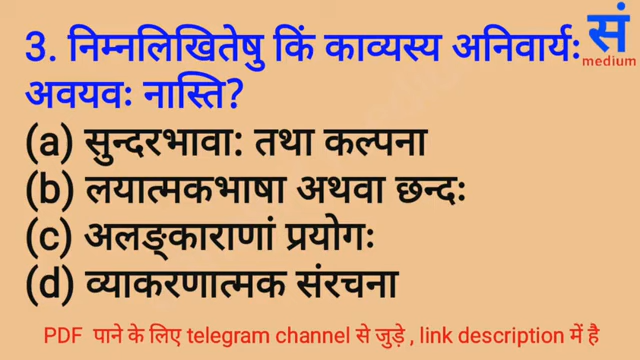 3. निम्नलिखितेषु किं काव्यस्य अनिवार्यः
सं
medium
अवयवः नास्ति?
(a) सुन्दरभावा: तथा कल्पना
(b) लयात्मकभाषा अथवा छन्दः
(c) अलङ्काराणां प्रयोगः
(d) व्याकरणात्मक संरचना
PDF पाने के लिए telegram channel से जुड़े , link description में है